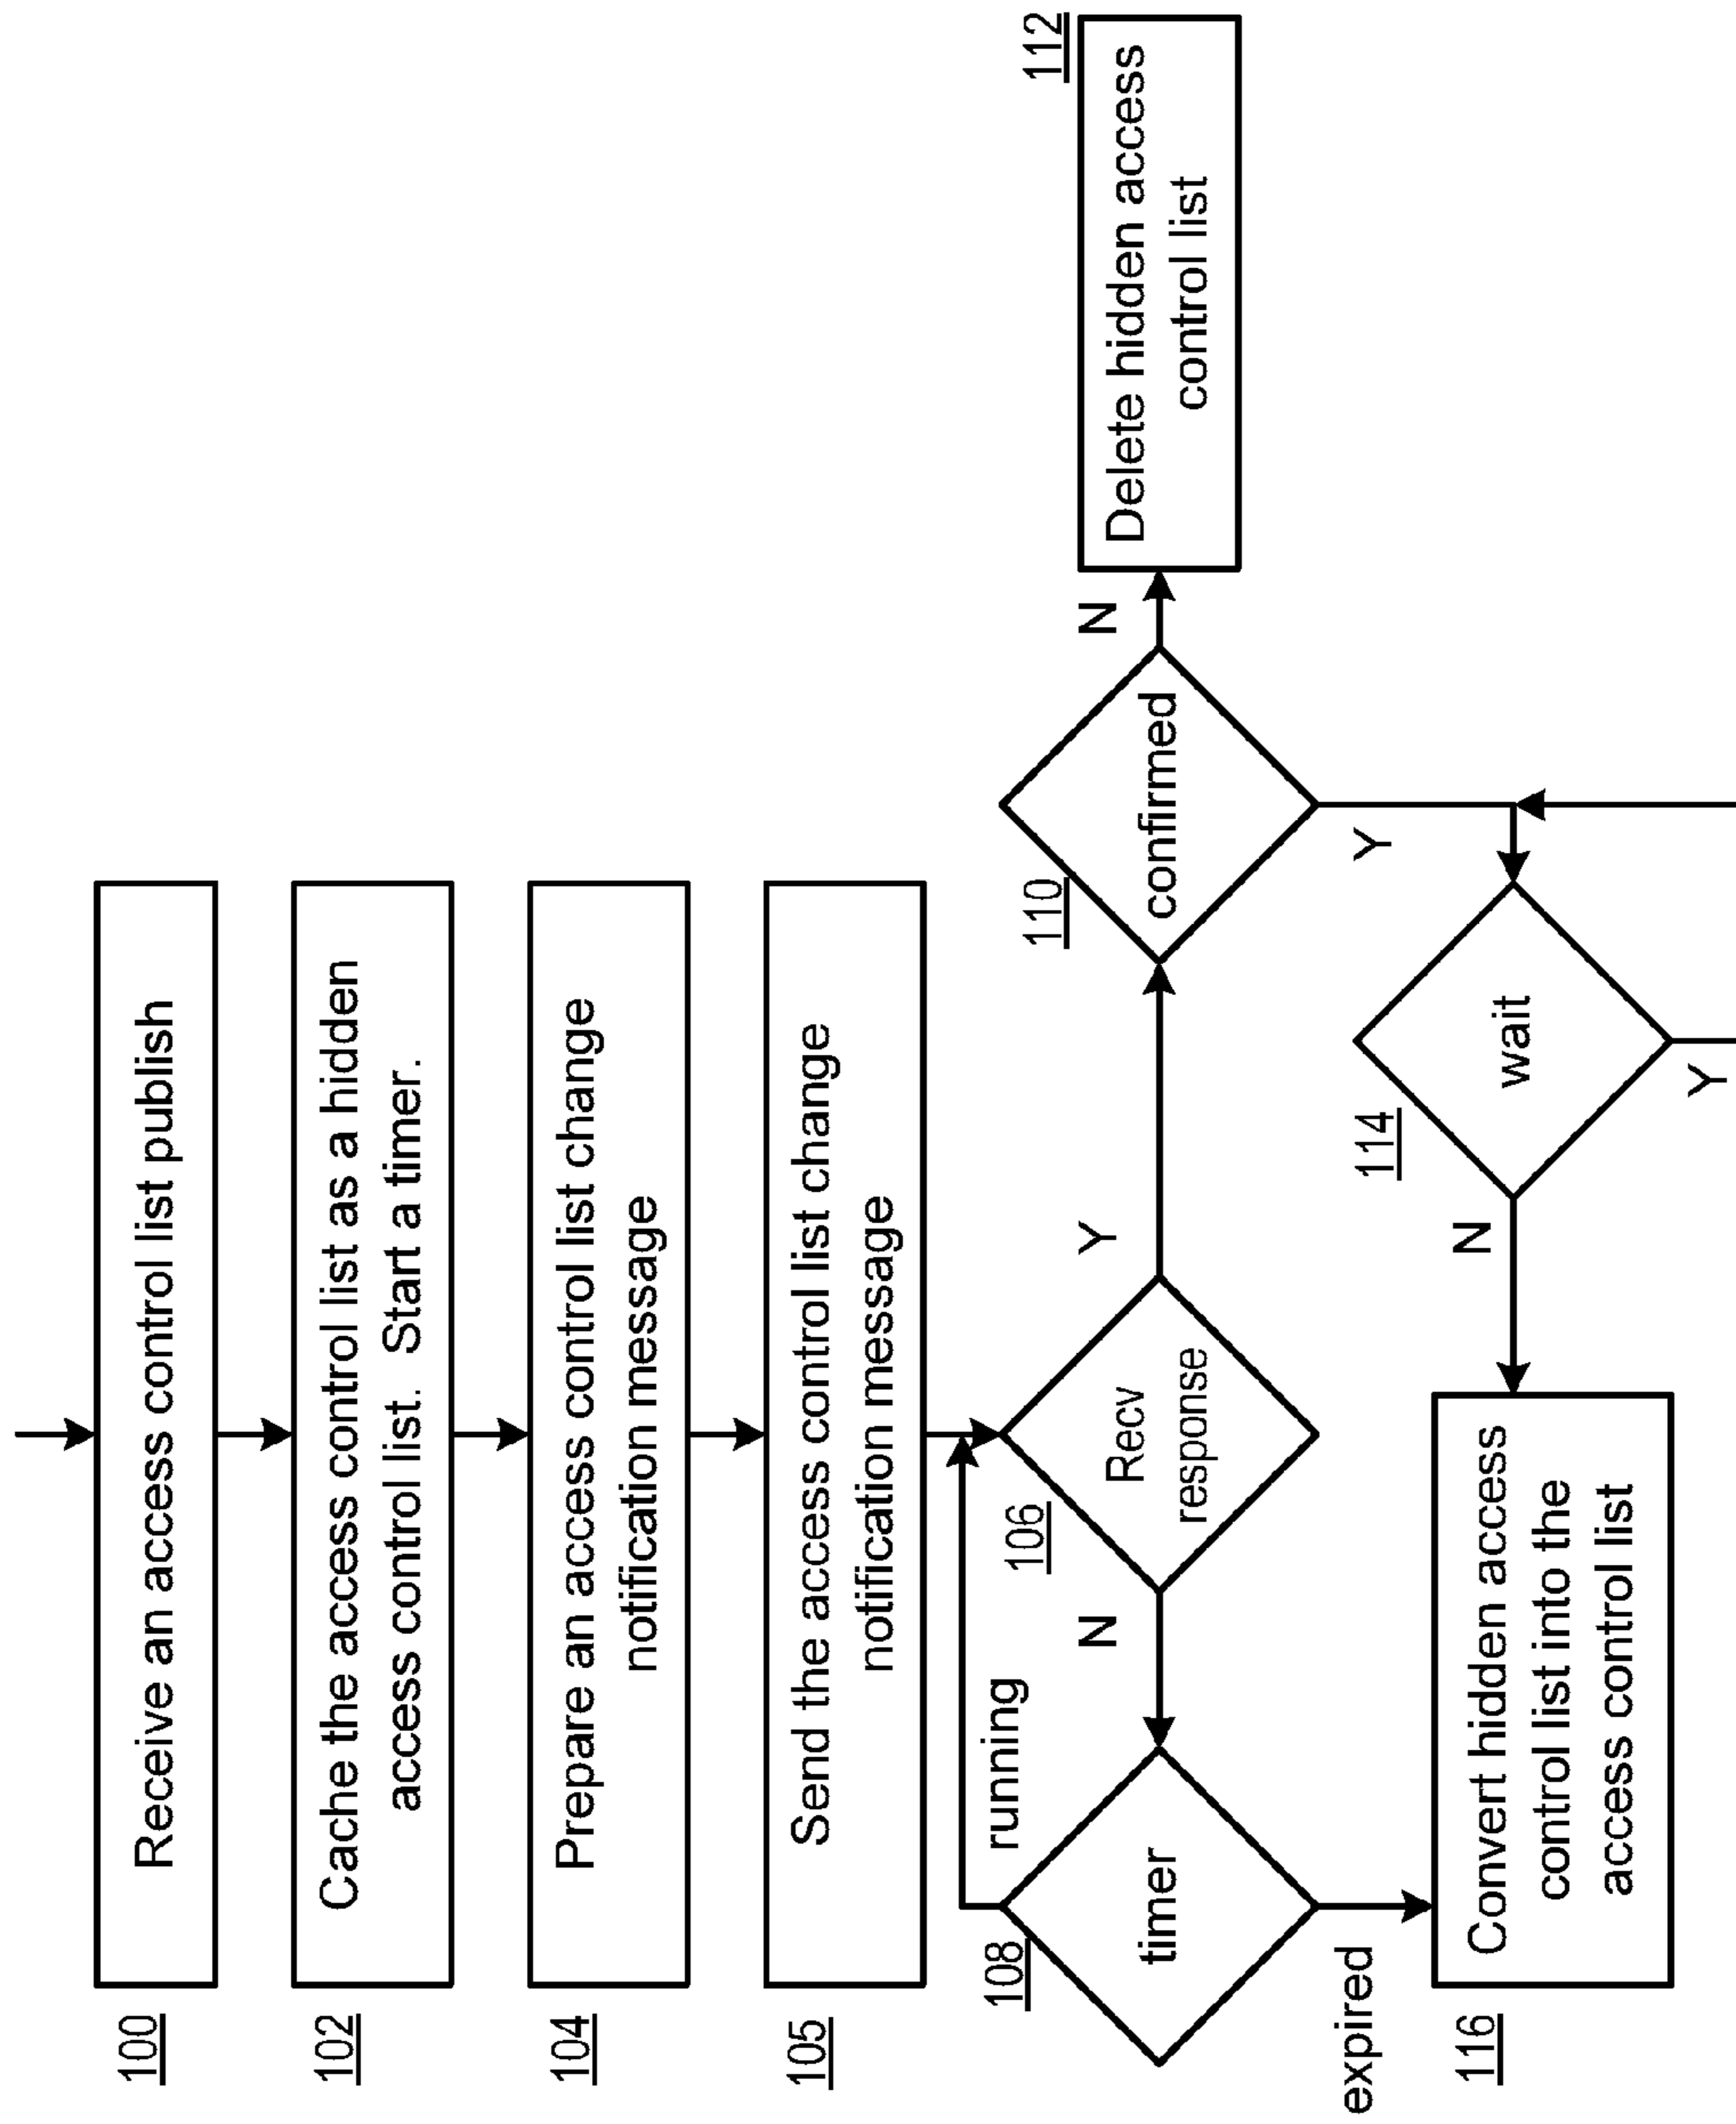 100
Receive an access control list publish
102
Cache the access control list as a hidden
access control list. Start a timer.
104
Prepare an access control list change
notification message
105
Send the access control list change
notification message
106
Recv
response
Y
N
108
timer
running
expired
110
confirmed
N
Y
112
Delete hidden access
control list
114
wait
N
Y
116
Convert hidden access
control list into the
access control list